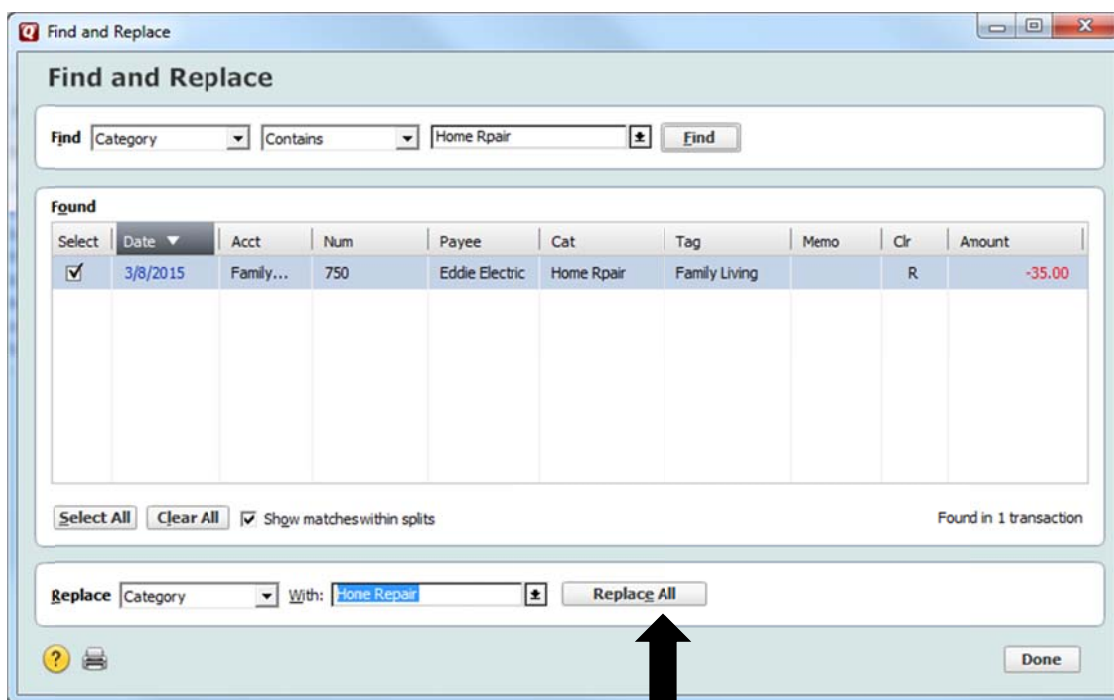 Find and Replace
Find and Replace
Find Category Contains Home Rpair Find
Found
Select Date Acct Num Payee Cat Tag Memo Clr Amount
3/8/2015 Family... 750 Eddie Electric Home Rpair Family Living R -35.00
Select All Clear All Show matches within splits Found in 1 transaction
Replace Category With: Hone Repair Replace All
? Done